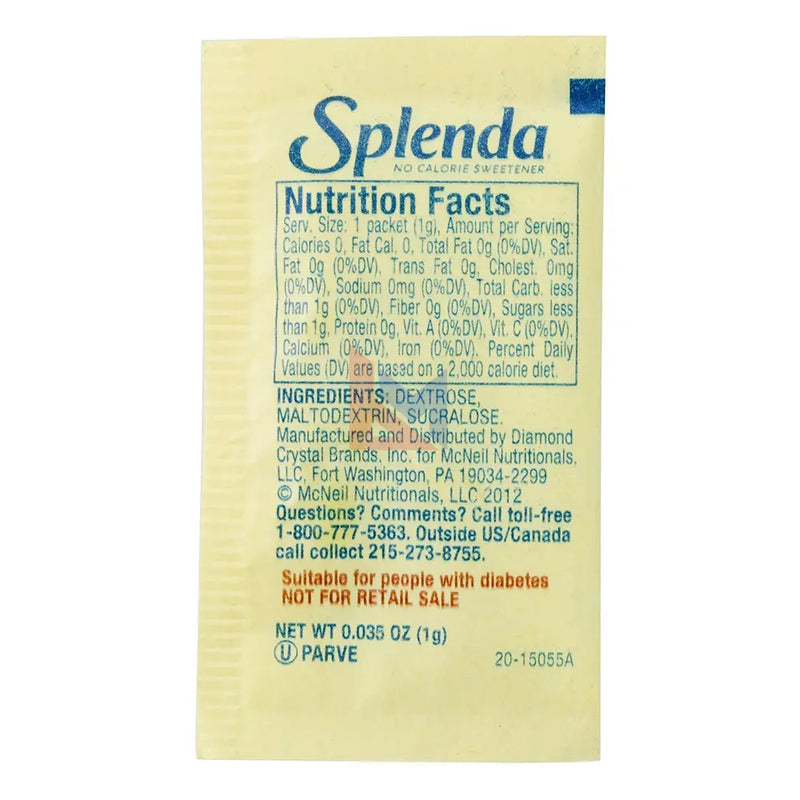 Splenda
NO CALORIE SWEETENER
Nutrition Facts
Serv. Size: 1 packet (1g), Amount per Serving:
Calories 0, Fat Cal. 0, Total Fat 0g (0%DV), Sat.
Fat 0g (0%DV), Trans Fat 0g, Cholest. 0mg
(0%DV), Sodium 0mg (0%DV), Total Carb. less
than 1g (0%DV), Fiber 0g (0%DV), Sugars less
than 1g, Protein 0g, Vit. A (0%DV), Vit. C (0%DV),
Calcium (0%DV), Iron (0%DV), Percent Daily
Values (DV) are based on a 2,000 calorie diet.
INGREDIENTS: DEXTROSE,
MALTODEXTRIN, SUCRALOSE.
Manufactured and Distributed by Diamond
Crystal Brands, Inc. for McNeil Nutritionals,
LLC, Fort Washington, PA 19034-2299
© McNeil Nutritionals, LLC 2012
Questions? Comments? Call toll-free
1-800-777-5363. Outside US/Canada
call collect 215-273-8755.
Suitable for people with diabetes
NOT FOR RETAIL SALE
NET WT 0.035 OZ (1g)
Ⓤ PARVE
20-15055A